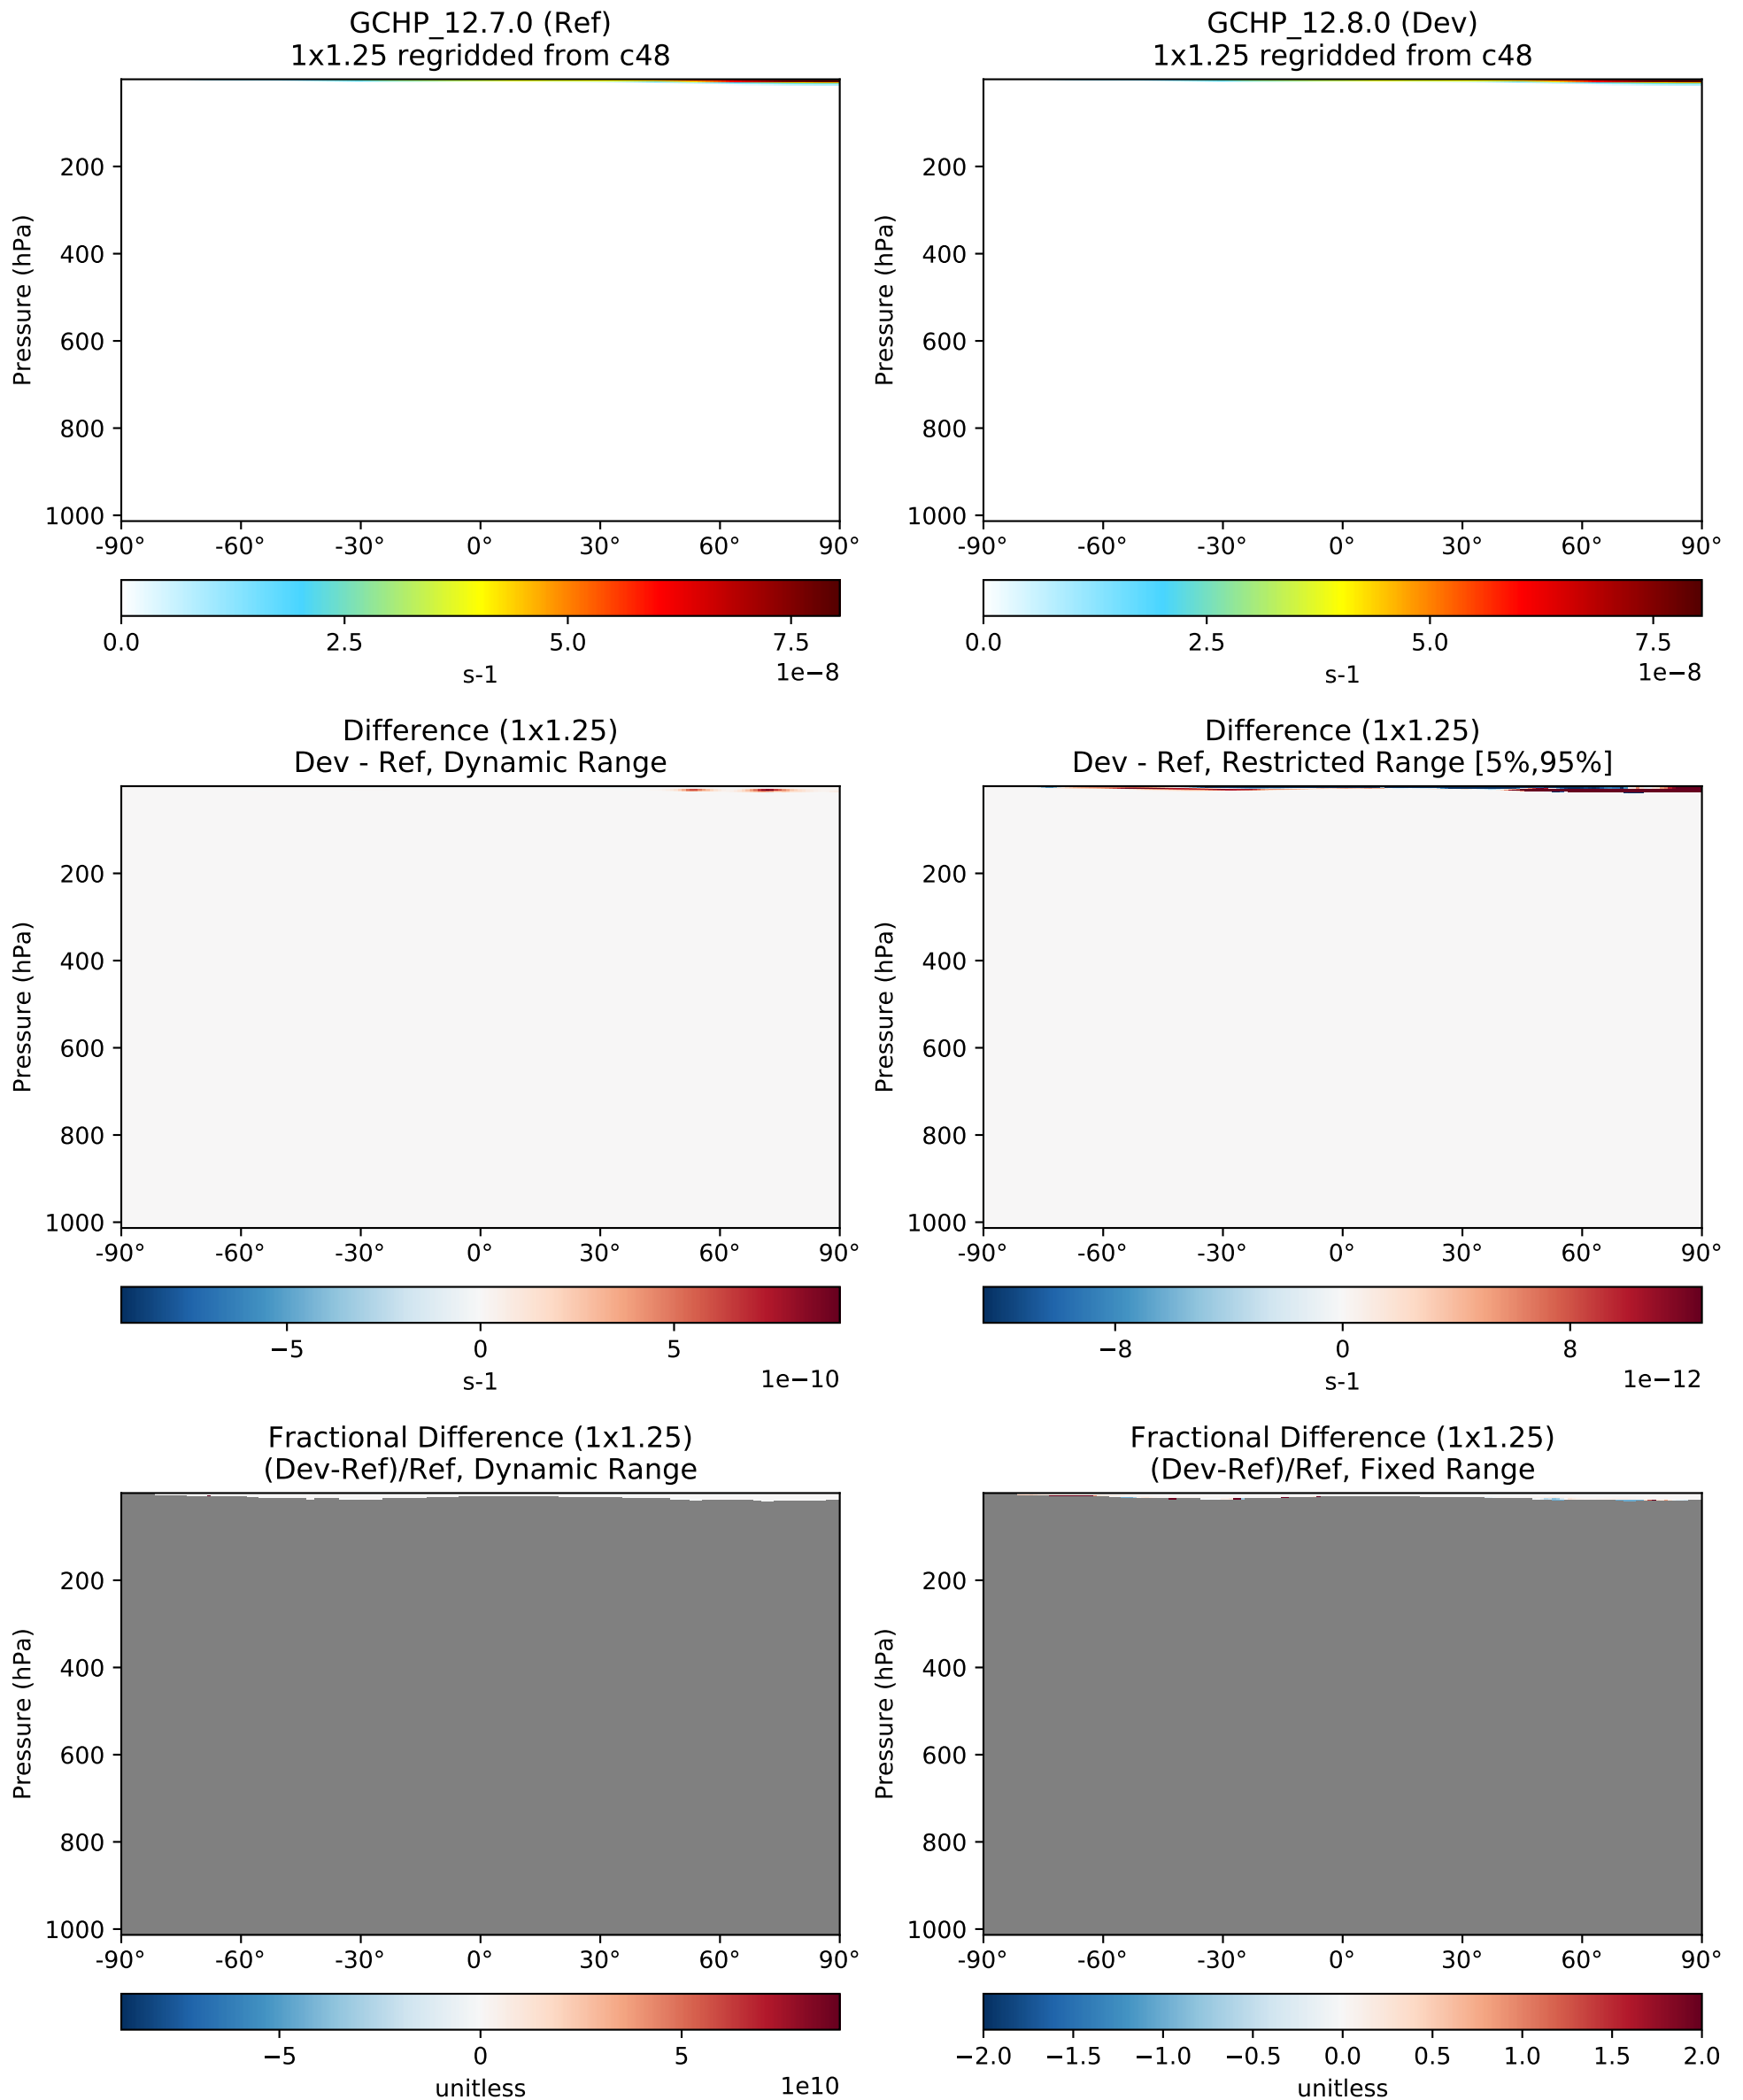 GCHP_12.7.0 (Ref)
1x1.25 regridded from c48
Pressure (hPa)
200
400
600
800
1000
-90° -60° -30° 0° 30° 60° 90°
0.0 2.5 5.0 7.5
s-1 1e−8
GCHP_12.8.0 (Dev)
1x1.25 regridded from c48
Pressure (hPa)
200
400
600
800
1000
-90° -60° -30° 0° 30° 60° 90°
0.0 2.5 5.0 7.5
s-1 1e−8
Difference (1x1.25)
Dev - Ref, Dynamic Range
Pressure (hPa)
200
400
600
800
1000
-90° -60° -30° 0° 30° 60° 90°
−5 0 5
s-1 1e−10
Difference (1x1.25)
Dev - Ref, Restricted Range [5%,95%]
Pressure (hPa)
200
400
600
800
1000
-90° -60° -30° 0° 30° 60° 90°
−8 0 8
s-1 1e−12
Fractional Difference (1x1.25)
(Dev-Ref)/Ref, Dynamic Range
Pressure (hPa)
200
400
600
800
1000
-90° -60° -30° 0° 30° 60° 90°
−5 0 5
unitless 1e10
Fractional Difference (1x1.25)
(Dev-Ref)/Ref, Fixed Range
Pressure (hPa)
200
400
600
800
1000
-90° -60° -30° 0° 30° 60° 90°
−2.0 −1.5 −1.0 −0.5 0.0 0.5 1.0 1.5 2.0
unitless